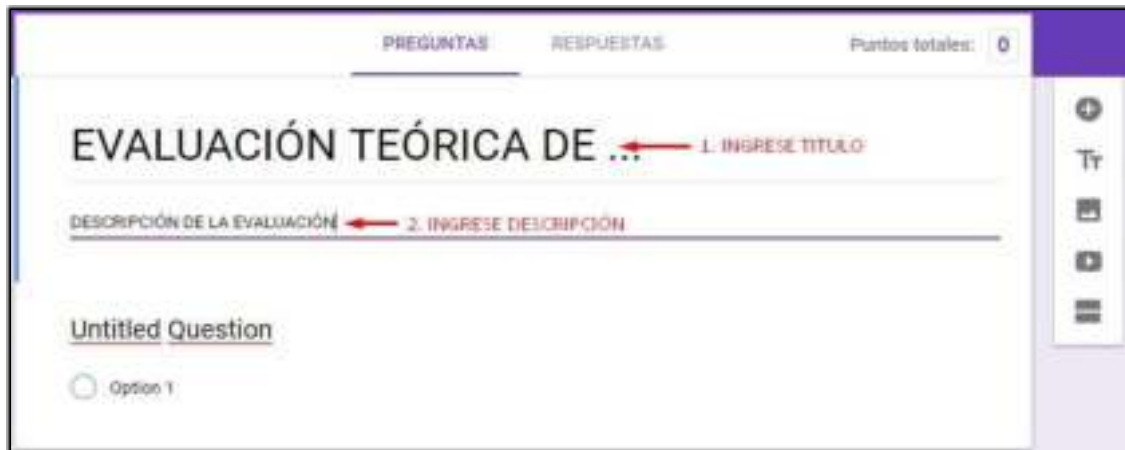 PREGUNTAS RESPUESTAS Puntos totales: 0
EVALUACIÓN TEÓRICA DE ... 1. INGRESE TITULO
DESCRIPCIÓN DE LA EVALUACIÓN 2. INGRESE DESCRIPCIÓN
Untitled Question
Option 1